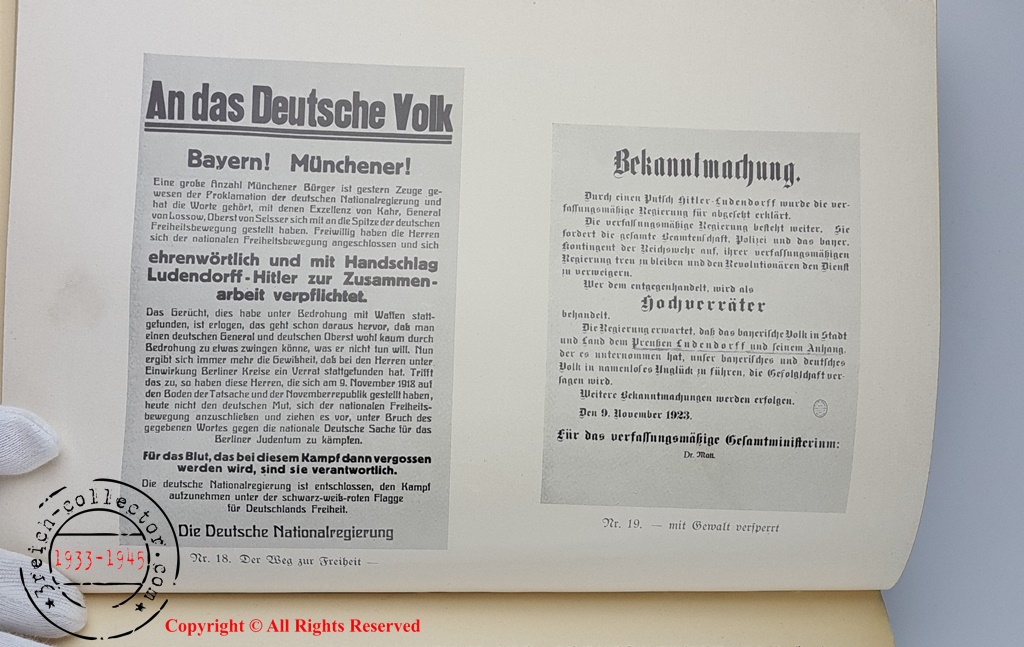 An das Deutsche Volk
Bayern! Münchener!
Eine große Anzahl Münchener Bürger ist gestern Zeuge ge-
wesen der Proklamation der deutschen Nationalregierung und
hat die Worte gehört, mit denen Exzellenz von Kahr, General
von Lossow, Oberst von Seisser sich mit an die Spitze der deutschen
Freiheitsbewegung gestellt haben. Freiwillig haben die Herren
sich der nationalen Freiheitsbewegung angeschlossen und sich
ehrenwörtlich und mit Handschlag
Ludendorff-Hitler zur Zusammen-
arbeit verpflichtet.
Das Gerücht, dies habe unter Bedrohung mit Waffen statt-
gefunden, ist erlogen, das geht schon daraus hervor, daß man
einen deutschen General und deutschen Oberst wohl kaum durch
Bedrohung zu etwas zwingen könne, was er nicht tun will. Nun
ergibt sich immer mehr die Gewißheit, daß bei den Herren unter
Einwirkung Berliner Kreise ein Verrat stattgefunden hat. Trifft
das zu, so haben diese Herren, die sich am 9. November 1918 auf
den Boden der Tatsache und der Novemberrepublik gestellt haben,
heute nicht den deutschen Mut, sich der nationalen Freiheits-
bewegung anzuschließen und ziehen es vor, unter Bruch des
gegebenen Wortes gegen die nationale Deutsche Sache für das
Berliner Judentum zu kämpfen.
Für das Blut, das bei diesem Kampf dann vergossen
werden wird, sind sie verantwortlich.
Die deutsche Nationalregierung ist entschlossen, den Kampf
aufzunehmen unter der schwarz-weiß-roten Flagge
für Deutschlands Freiheit.
Die Deutsche Nationalregierung
Nr. 18. Der Weg zur Freiheit —
Bekanntmachung.
Durch einen Putsch Hitler-Ludendorff wurde die ver-
fassungsmäßige Regierung für abgesetzt erklärt.
Die verfassungsmäßige Regierung besteht weiter. Sie
fordert die gesamte Beamtenschaft, Polizei und das bayer.
Kontingent der Reichswehr auf, ihrer verfassungsmäßigen
Regierung treu zu bleiben und den Revolutionären den Dienst
zu verweigern.
Wer dem entgegenhandelt, wird als
Hochverräter
behandelt.
Die Regierung erwartet, daß das bayerische Volk in Stadt
und Land dem Preußen Ludendorff und seinem Anhang,
der es unternommen hat, unser bayerisches und deutsches
Volk in namenloses Unglück zu führen, die Gefolgschaft ver-
sagen wird.
Weitere Bekanntmachungen werden erfolgen.
Den 9. November 1923.
Für das verfassungsmäßige Gesamtministerium:
Dr. Matt.
Nr. 19. — mit Gewalt versperrt
3reich-collector.com
1933-1945
Copyright © All Rights Reserved